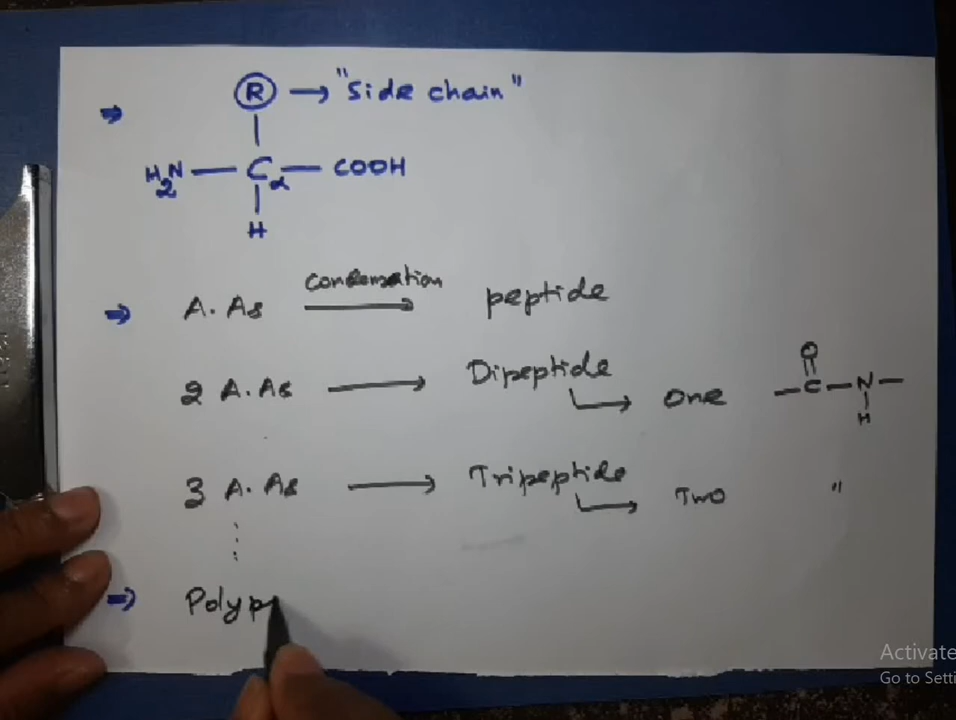 ⇒ R → "Side chain"
H2N — Cα — COOH
H
⇒ A.As condensation → peptide
O
2 A.As → Dipeptide ↳ One — C — N —
H
3 A.As → Tripeptide ↳ Two "
⇒ Polyp
Activate
Go to Setti